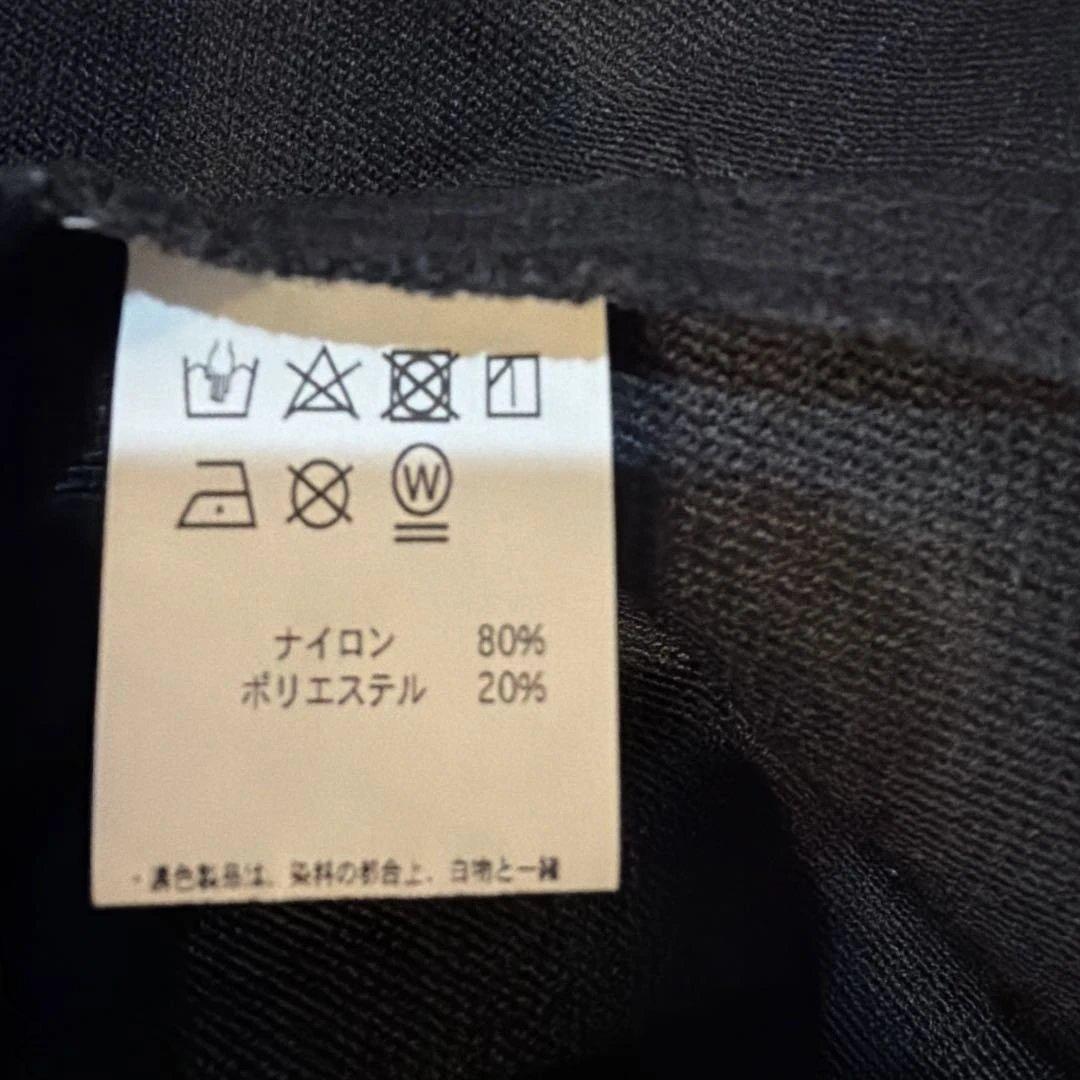 W
ナイロン 80%
ポリエステル 20%
・濃色製品は、染料の都合上、白物と一緒